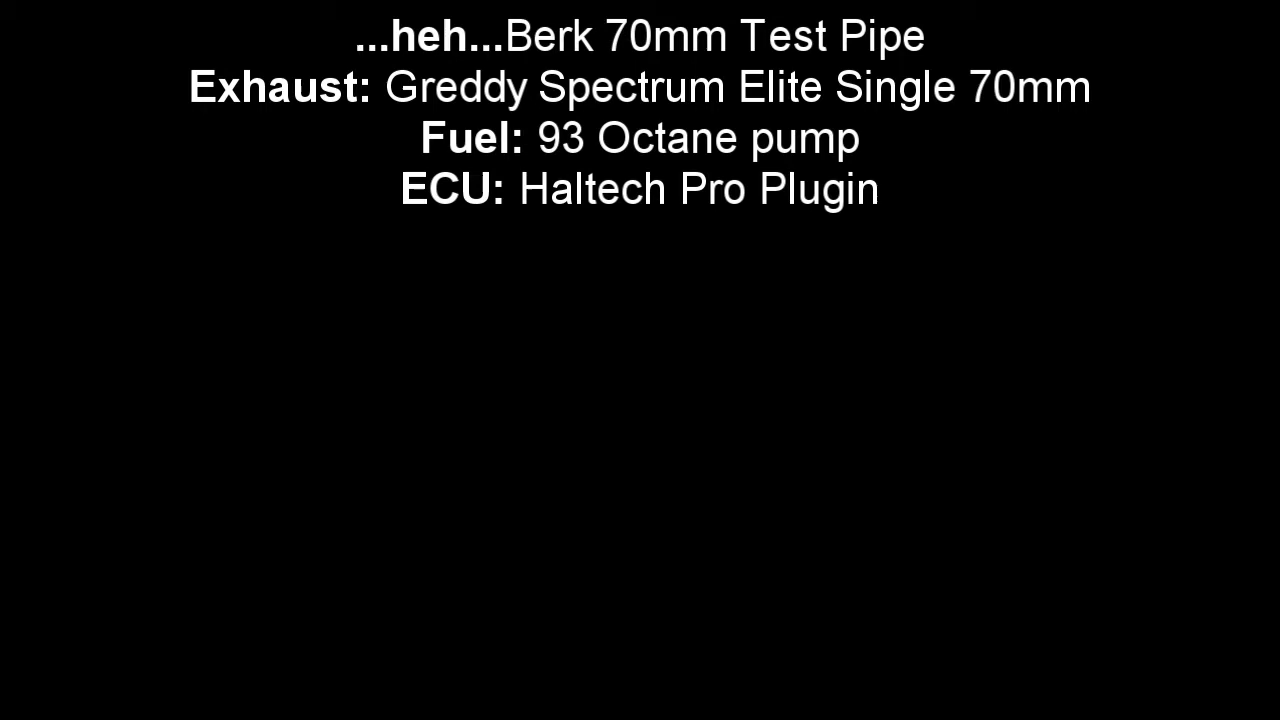 ...heh...Berk 70mm Test Pipe
Exhaust: Greddy Spectrum Elite Single 70mm
Fuel: 93 Octane pump
ECU: Haltech Pro Plugin